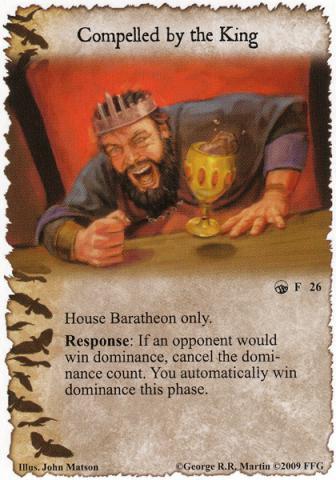 Compelled by the King
F 26
House Baratheon only.
Response: If an opponent would
win dominance, cancel the domi-
nance count. You automatically win
dominance this phase.
Illus. John Matson ©George R.R. Martin ©2009 FFG